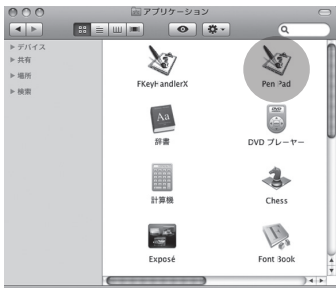 アプリケーション
デバイス
共有
場所
検索
FKeyHandlerX
Pen Pad
辞書
DVD プレーヤー
計算機
Chess
Exposé
Font Book